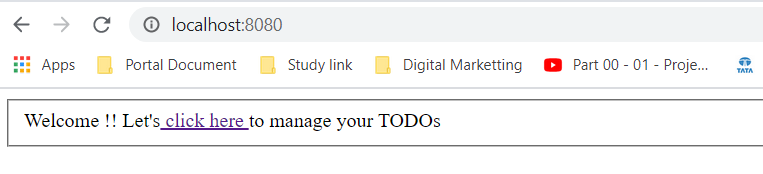 localhost:8080
Apps Portal Document Study link Digital Marketting Part 00 - 01 - Proje... TATA
Welcome !! Let's click here to manage your TODOs